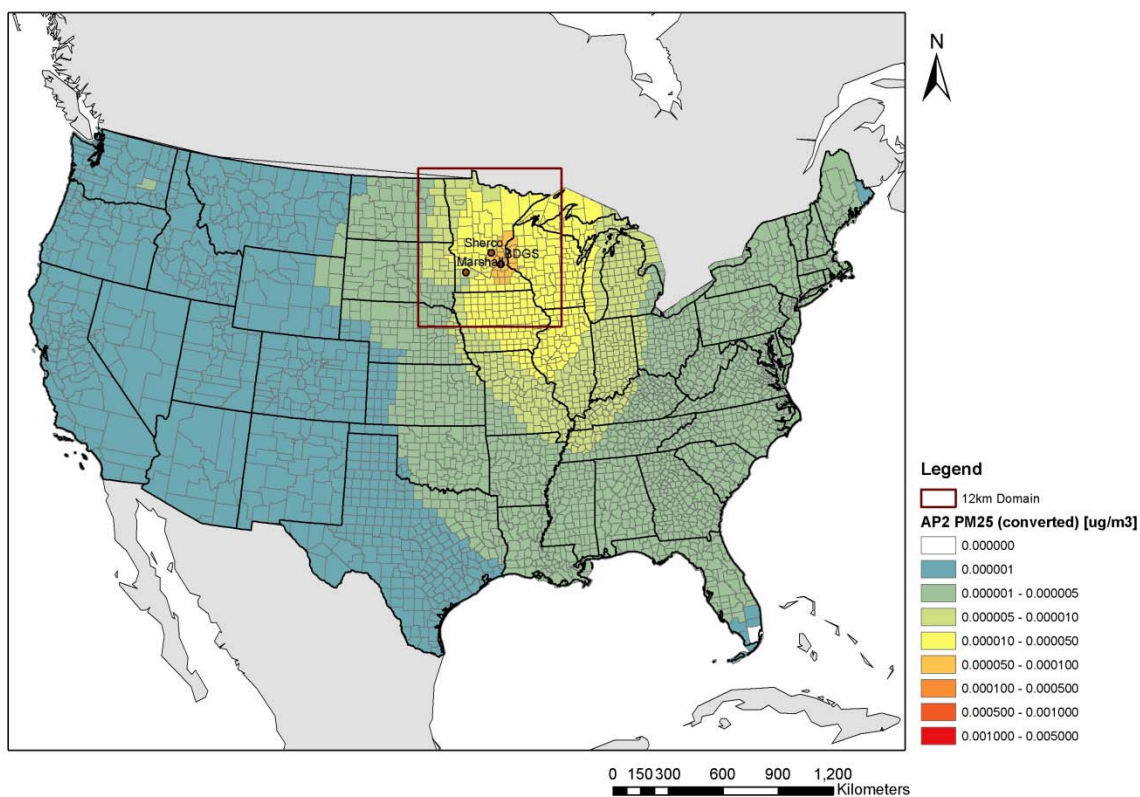 N
Sherco
BDGS
Marshall
Legend
12km Domain
AP2 PM25 (converted) [ug/m3]
0.000000
0.000001
0.000001 - 0.000005
0.000005 - 0.000010
0.000010 - 0.000050
0.000050 - 0.000100
0.000100 - 0.000500
0.000500 - 0.001000
0.001000 - 0.005000
0 150 300 600 900 1,200
Kilometers